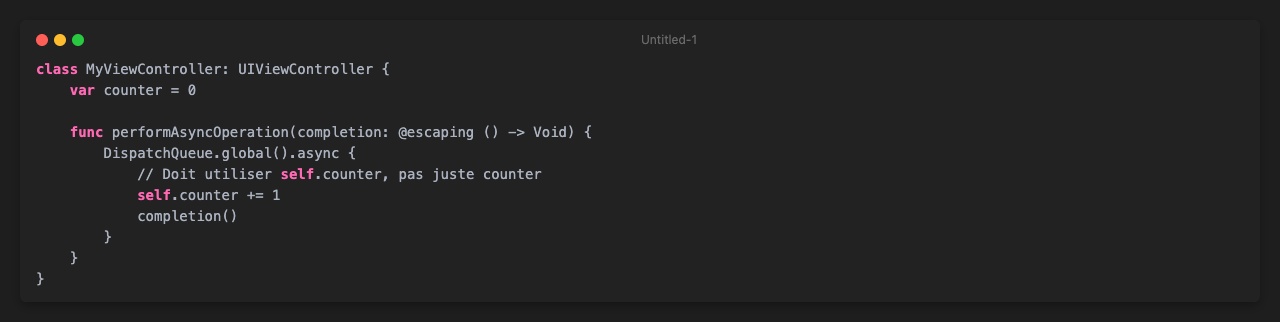 Untitled-1
class MyViewController: UIViewController {
    var counter = 0

    func performAsyncOperation(completion: @escaping () -> Void) {
        DispatchQueue.global().async {
            // Doit utiliser self.counter, pas juste counter
            self.counter += 1
            completion()
        }
    }
}